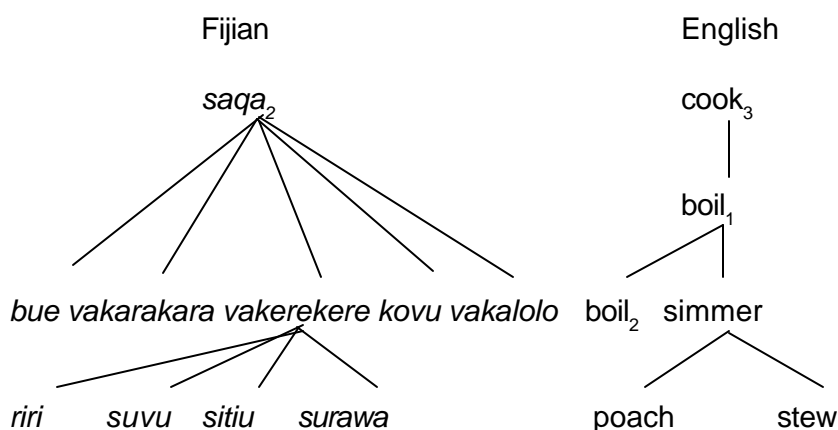 Fijian English
saqa₂ cook₃
boil₁
bue vakarakara vakerekere kovu vakalolo boil₂ simmer
riri suvu sitiu surawa poach stew